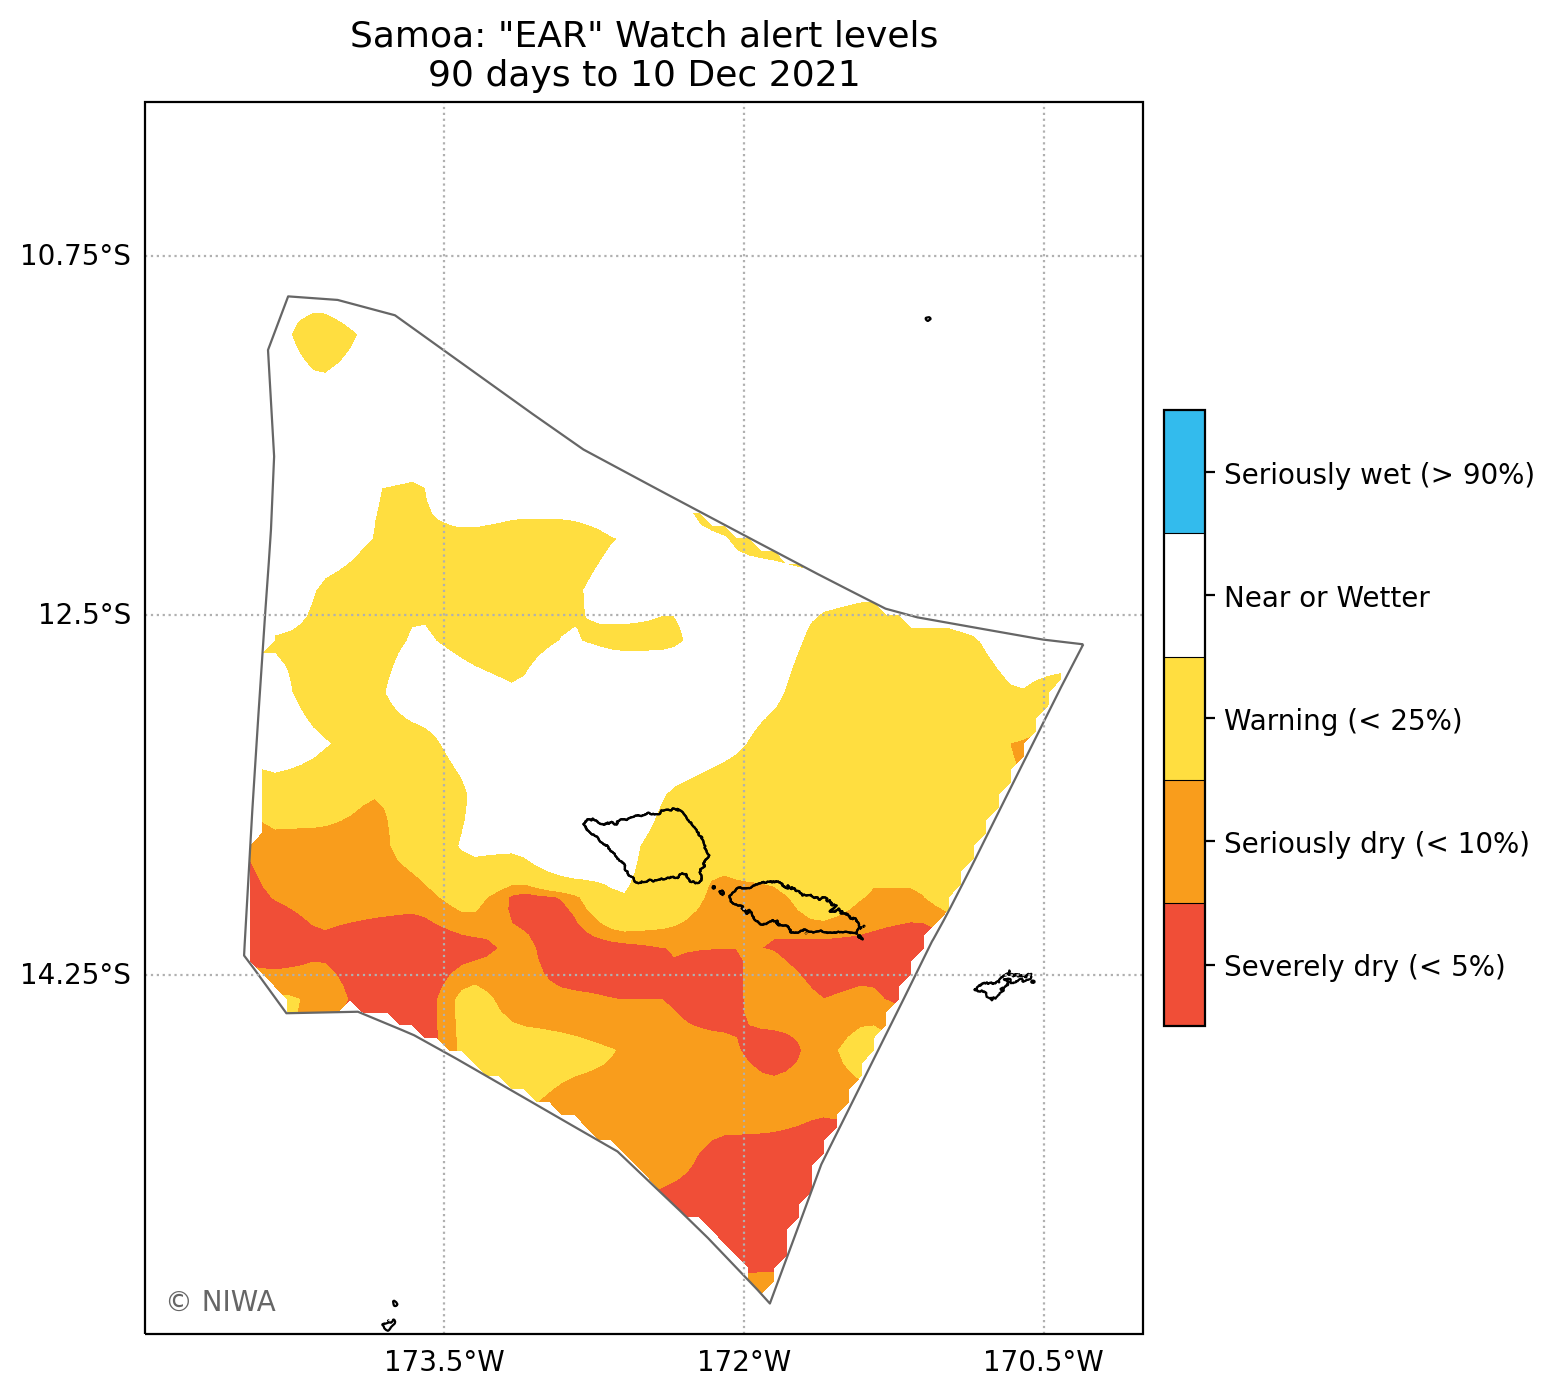 Samoa: "EAR" Watch alert levels
90 days to 10 Dec 2021
10.75°S
12.5°S
14.25°S
173.5°W
172°W
170.5°W
Seriously wet (> 90%)
Near or Wetter
Warning (< 25%)
Seriously dry (< 10%)
Severely dry (< 5%)
© NIWA